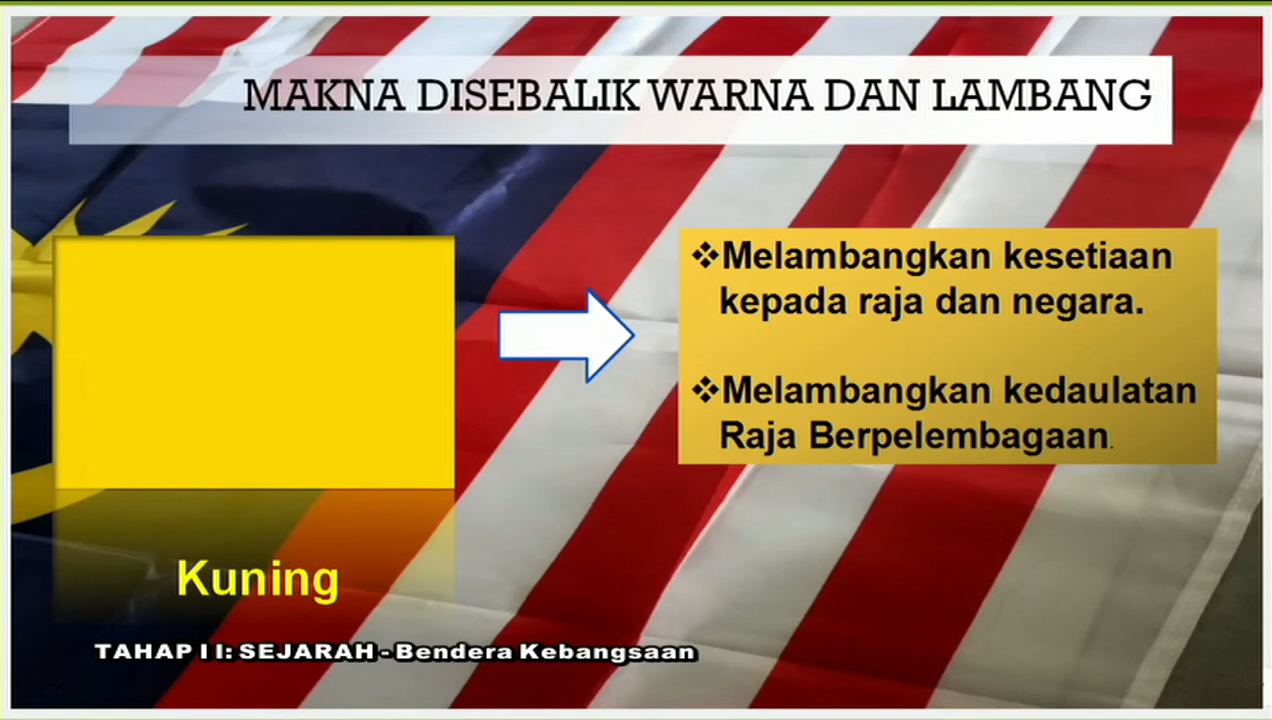 MAKNA DISEBALIK WARNA DAN LAMBANG
❖Melambangkan kesetiaan
kepada raja dan negara.
❖Melambangkan kedaulatan
Raja Berpelembagaan.
Kuning
TAHAP II: SEJARAH - Bendera Kebangsaan